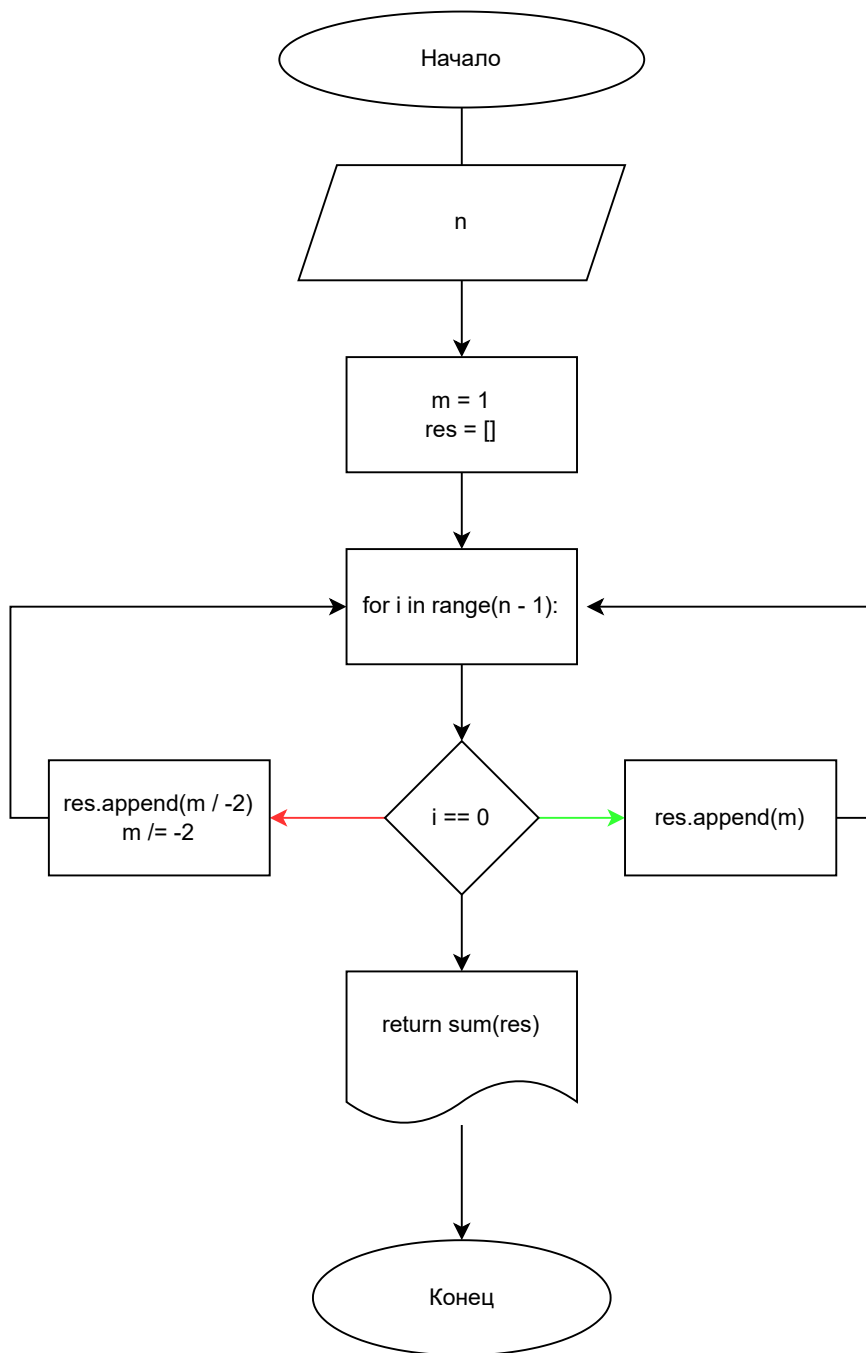 Начало
n
m = 1
res = []
for i in range(n - 1):
i == 0
res.append(m / -2)
m /= -2
res.append(m)
return sum(res)
Конец